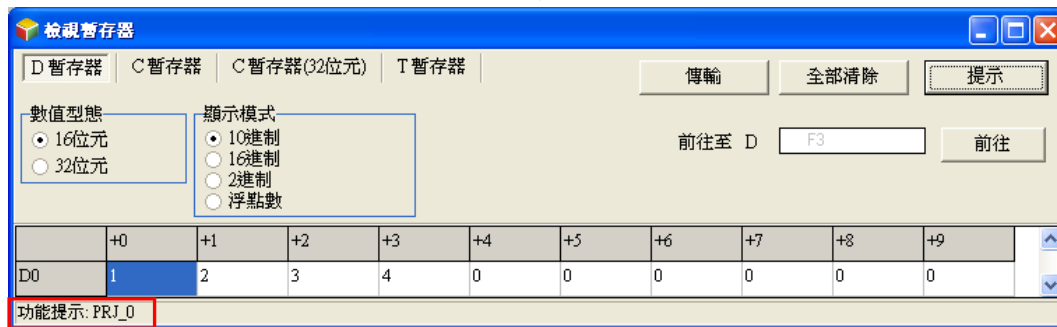 檢視暫存器
D 暫存器 C 暫存器 C 暫存器(32位元) T 暫存器
傳輸 全部清除 提示
數值型態 顯示模式
16位元 10進制
32位元 16進制
2進制
浮點數
前往至 D F3 前往
+0 +1 +2 +3 +4 +5 +6 +7 +8 +9
D0 1 2 3 4 0 0 0 0 0 0
功能提示: PRJ_0